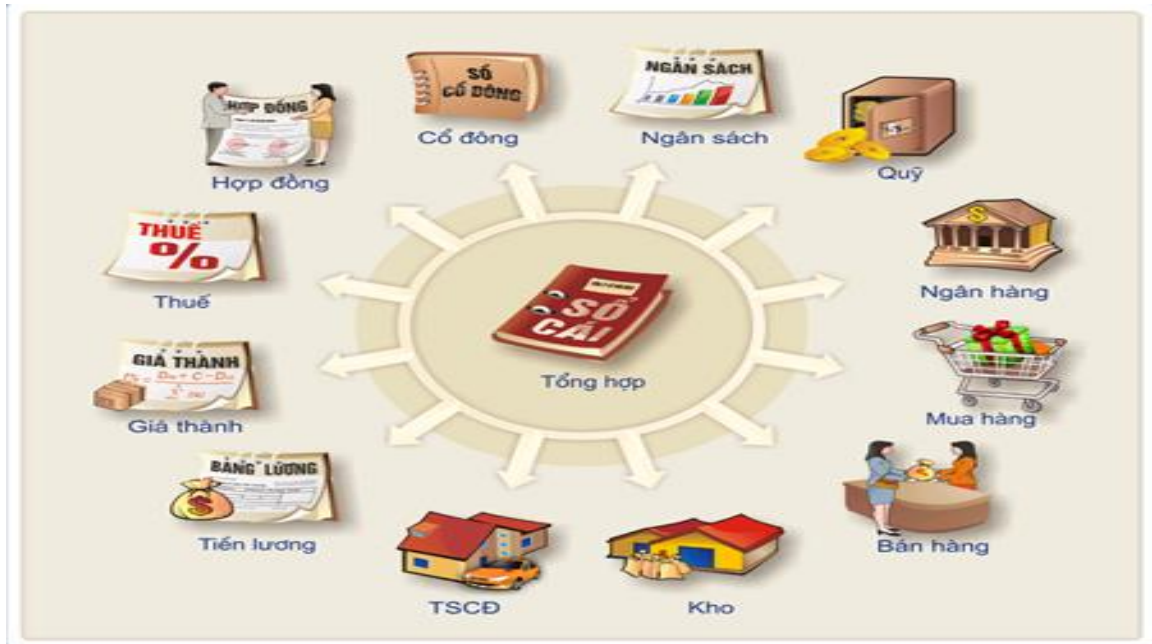 SỔ
CỔ ĐÔNG
Cổ đông
NGÂN SÁCH
Ngân sách
HỢP ĐỒNG
Hợp đồng
$
Quỹ
THUẾ
%
Thuế
$
Ngân hàng
SỔ
CÁI
Tổng hợp
GIÁ THÀNH
Giá thành
Mua hàng
BẢNG LƯƠNG
$
Tiền lương
$
Bán hàng
TSCĐ
Kho